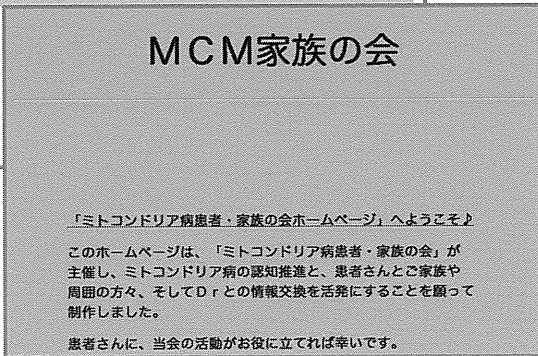 MCM家族の会
「ミトコンドリア病患者・家族の会ホームページ」へようこそ♪
このホームページは、「ミトコンドリア病患者・家族の会」が
主催し、ミトコンドリア病の認知推進と、患者さんとご家族や
周囲の方々、そしてDrとの情報交換を活発にすることを願って
制作しました。
患者さんに、当会の活動がお役に立てれば幸いです。